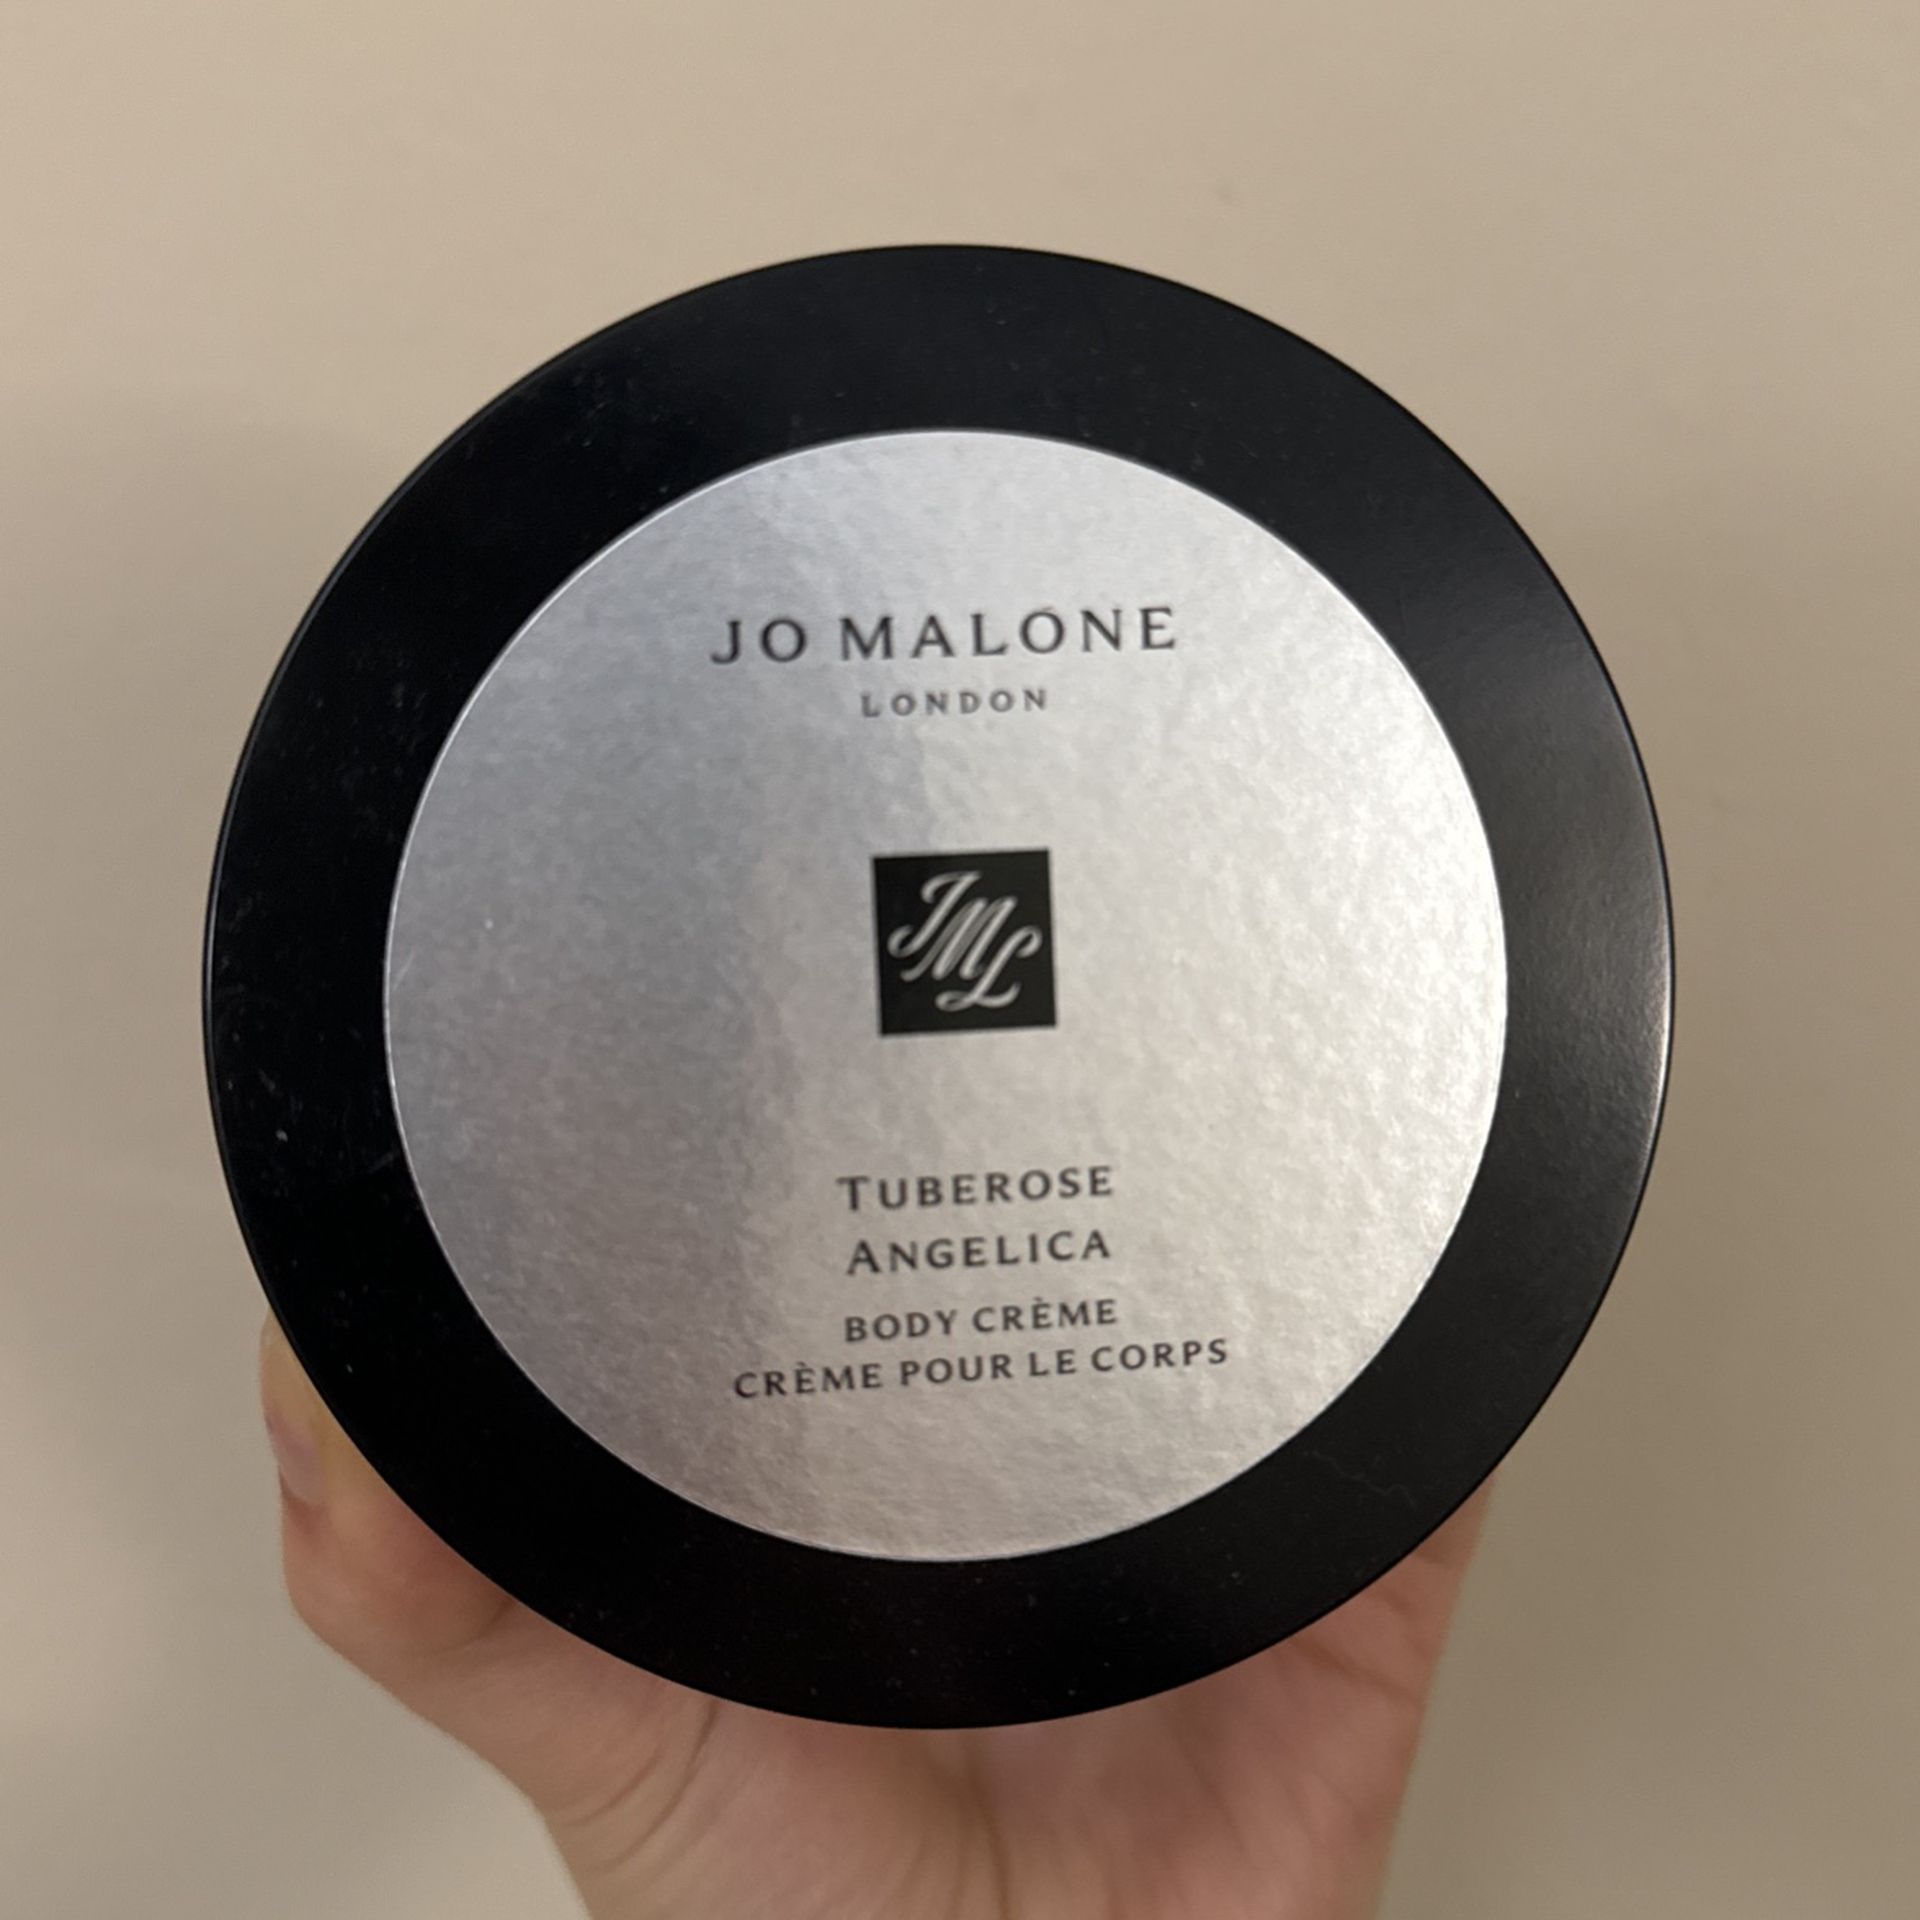 JO MALONE
LONDON
JML
TUBEROSE
ANGELICA
BODY CRÈME
CRÈME POUR LE CORPS